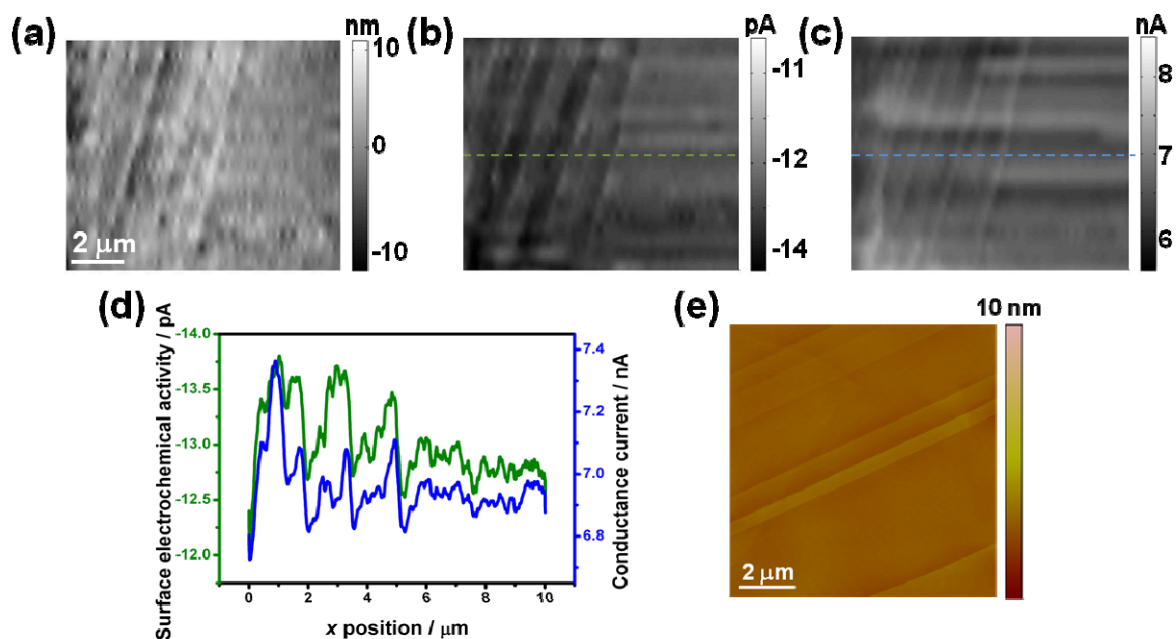 (a)
nm
10
0
-10
2 μm
(b)
pA
-11
-12
-14
(c)
nA
8
7
6
(d)
Surface electrochemical activity / pA
-14.0
-13.5
-13.0
-12.5
-12.0
7.4
7.2
7.0
6.8
Conductance current / nA
0
2
4
6
8
10
x position / μm
(e)
10 nm
2 μm